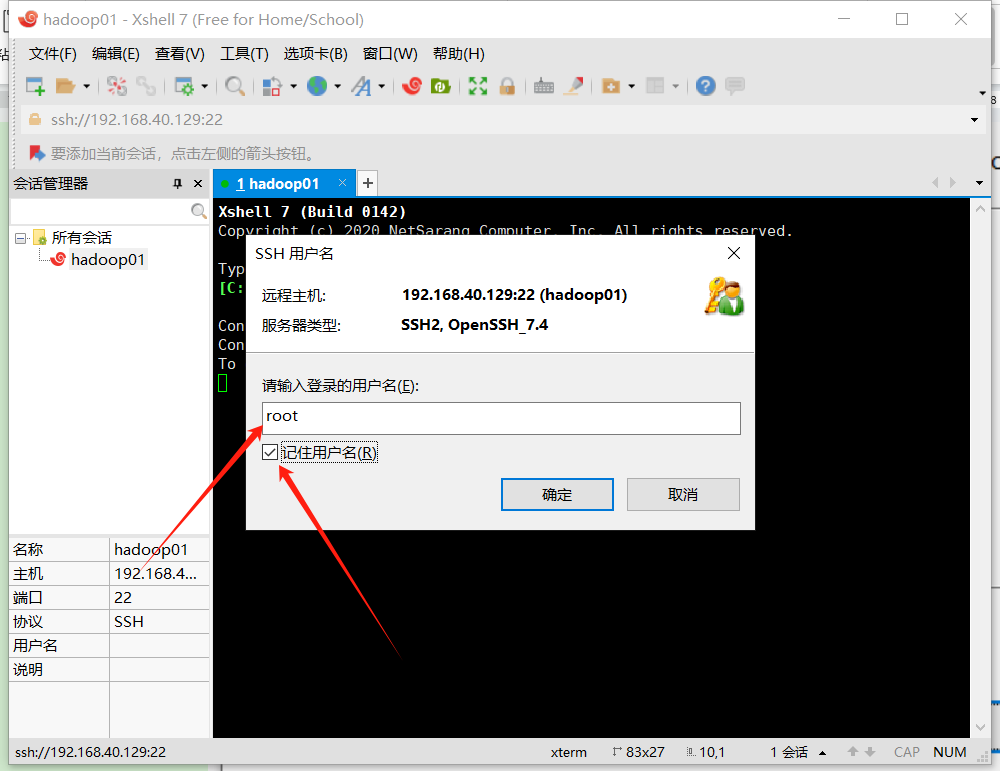 hadoop01 - Xshell 7 (Free for Home/School)
文件(F) 编辑(E) 查看(V) 工具(T) 选项卡(B) 窗口(W) 帮助(H)
ssh://192.168.40.129:22
要添加当前会话，点击左侧的箭头按钮。
会话管理器
所有会话
hadoop01
名称 hadoop01
主机 192.168.4...
端口 22
协议 SSH
用户名
说明
1 hadoop01
Xshell 7 (Build 0142)
Copyright (c) 2020 NetSarang Computer, Inc. All rights reserved.
Typ
[C:
Con
Con
To
SSH 用户名
远程主机: 192.168.40.129:22 (hadoop01)
服务器类型: SSH2, OpenSSH_7.4
请输入登录的用户名(E):
root
记住用户名(R)
确定 取消
ssh://192.168.40.129:22 xterm 83x27 10,1 1 会话 CAP NUM